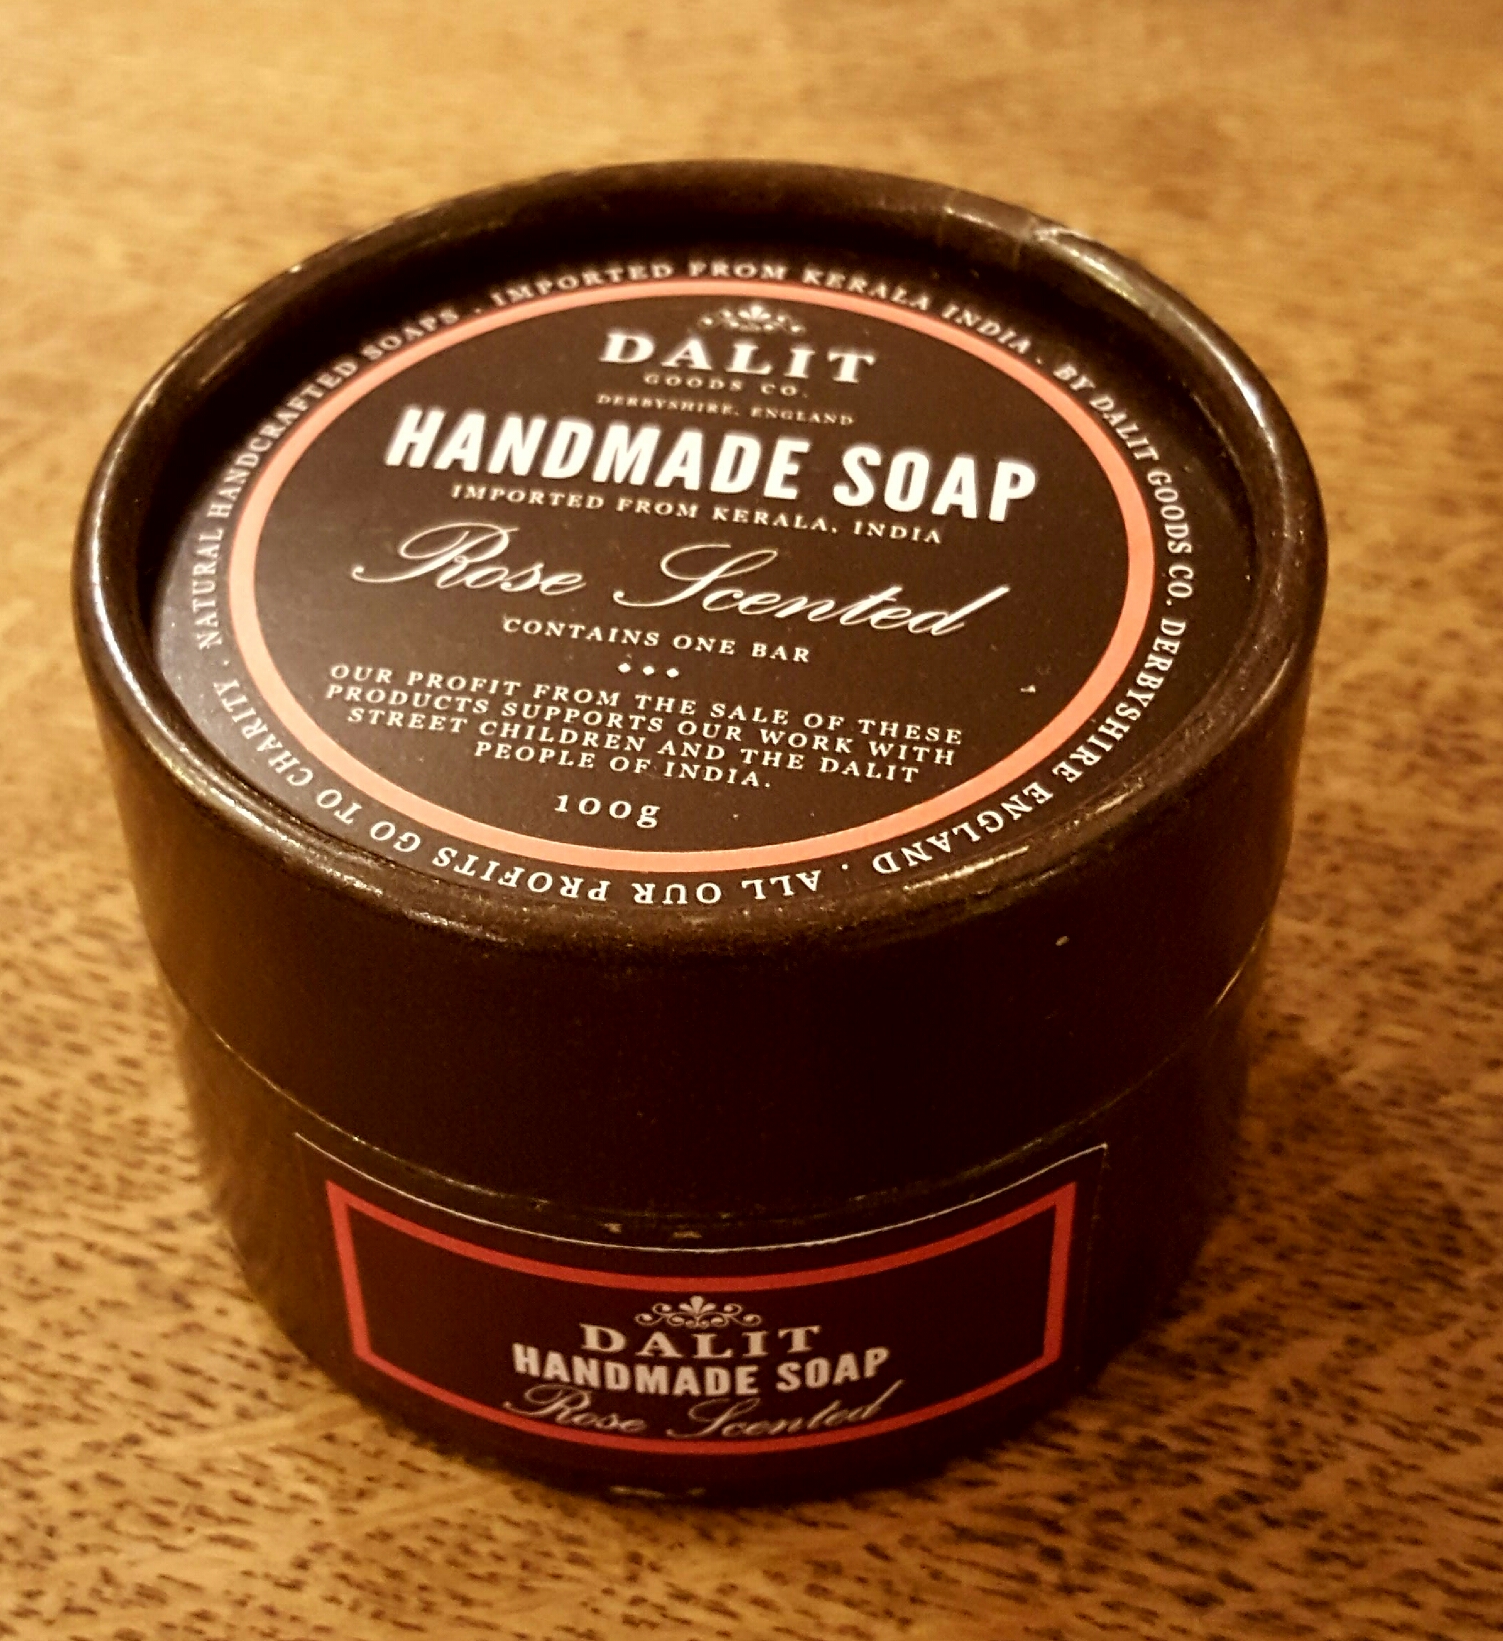 NATURAL HANDCRAFTED SOAPS . IMPORTED FROM KERALA INDIA . BY DALIT GOODS CO. DERBYSHIRE ENGLAND . ALL OUR PROFITS GO TO CHARITY .
DALIT
GOODS CO.
DERBYSHIRE, ENGLAND
HANDMADE SOAP
IMPORTED FROM KERALA, INDIA
Rose Scented
CONTAINS ONE BAR
OUR PROFIT FROM THE SALE OF THESE
PRODUCTS SUPPORTS OUR WORK WITH
STREET CHILDREN AND THE DALIT
PEOPLE OF INDIA.
100g
DALIT
HANDMADE SOAP
Rose Scented